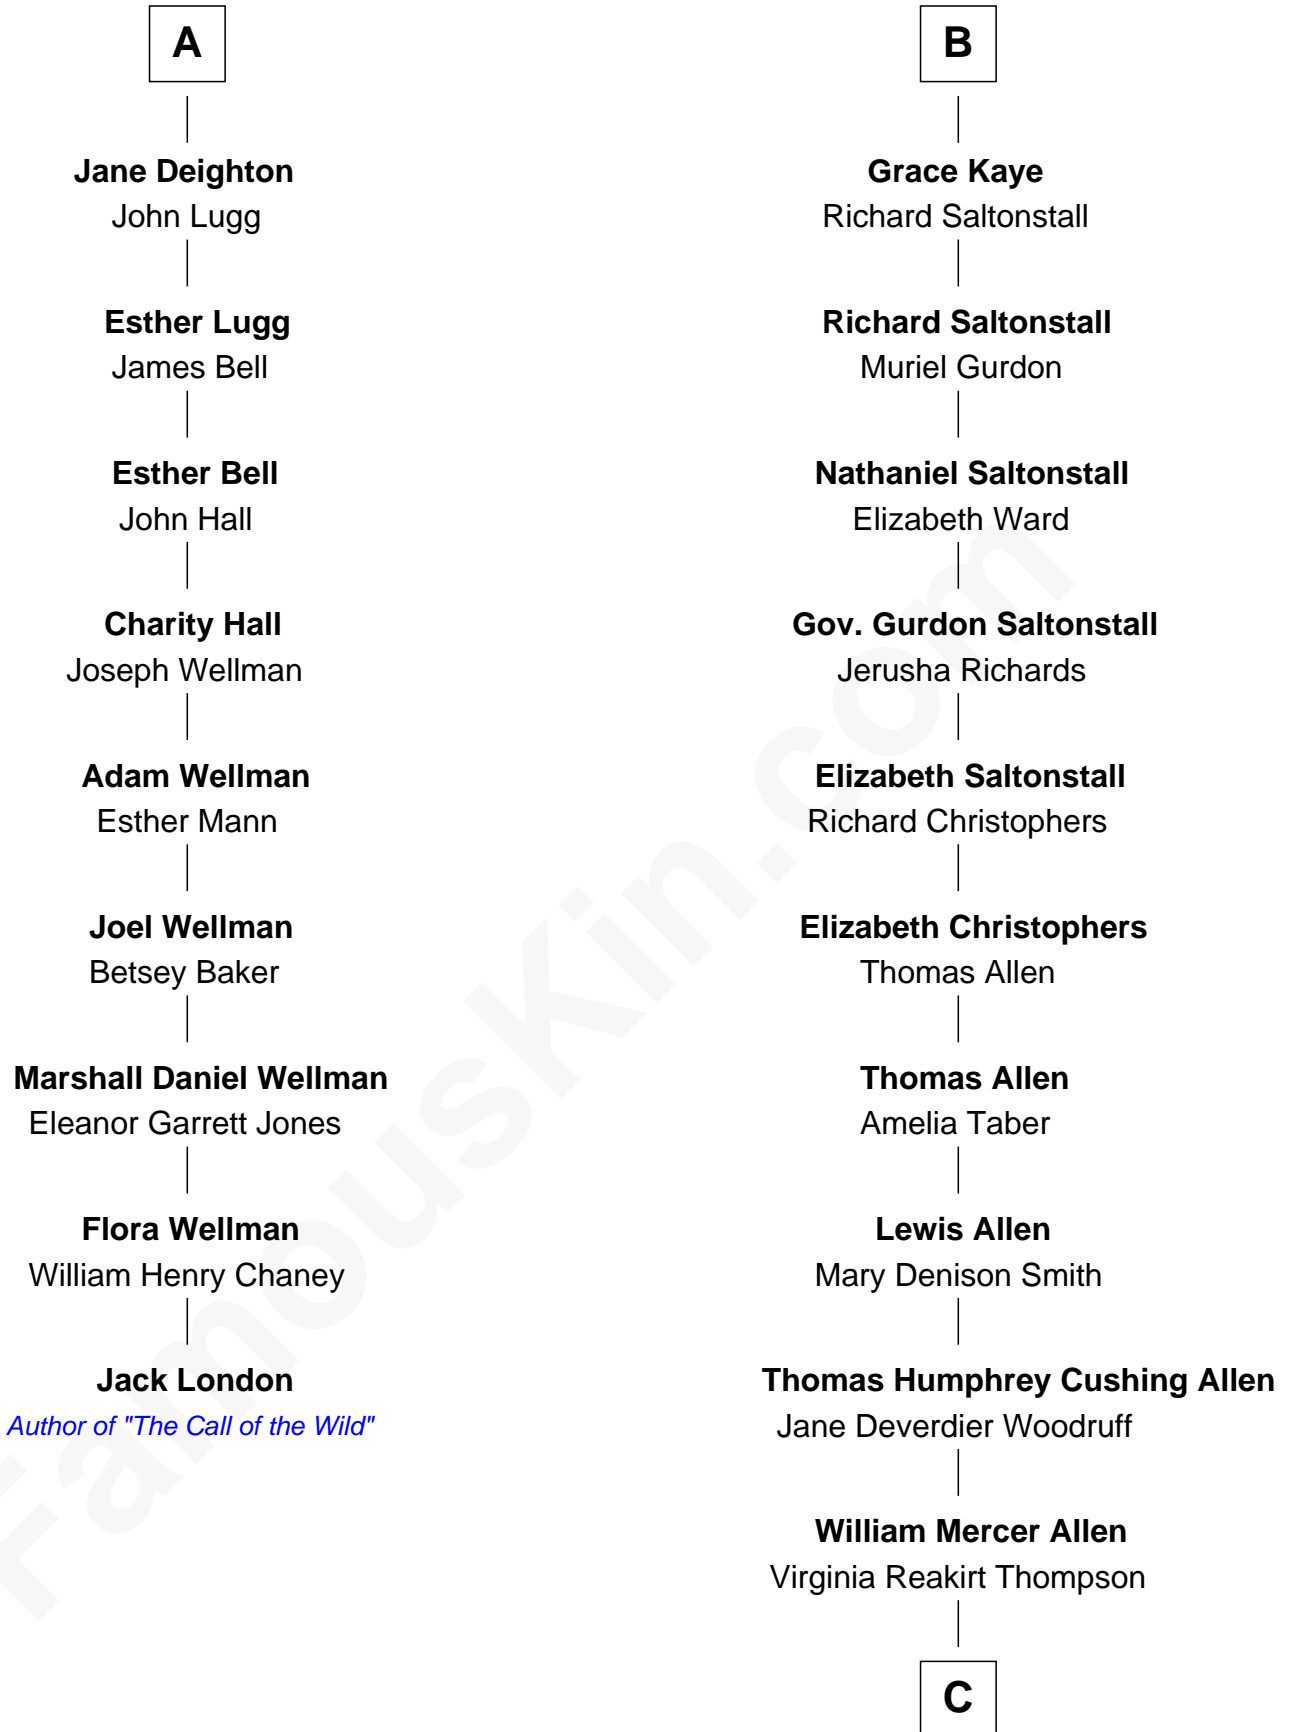 A
Jane Deighton
John Lugg
Esther Lugg
James Bell
Esther Bell
John Hall
Charity Hall
Joseph Wellman
Adam Wellman
Esther Mann
Joel Wellman
Betsey Baker
Marshall Daniel Wellman
Eleanor Garrett Jones
Flora Wellman
William Henry Chaney
Jack London
Author of "The Call of the Wild"
B
Grace Kaye
Richard Saltonstall
Richard Saltonstall
Muriel Gurdon
Nathaniel Saltonstall
Elizabeth Ward
Gov. Gurdon Saltonstall
Jerusha Richards
Elizabeth Saltonstall
Richard Christophers
Elizabeth Christophers
Thomas Allen
Thomas Allen
Amelia Taber
Lewis Allen
Mary Denison Smith
Thomas Humphrey Cushing Allen
Jane Deverdier Woodruff
William Mercer Allen
Virginia Reakirt Thompson
C
FamousKin.com